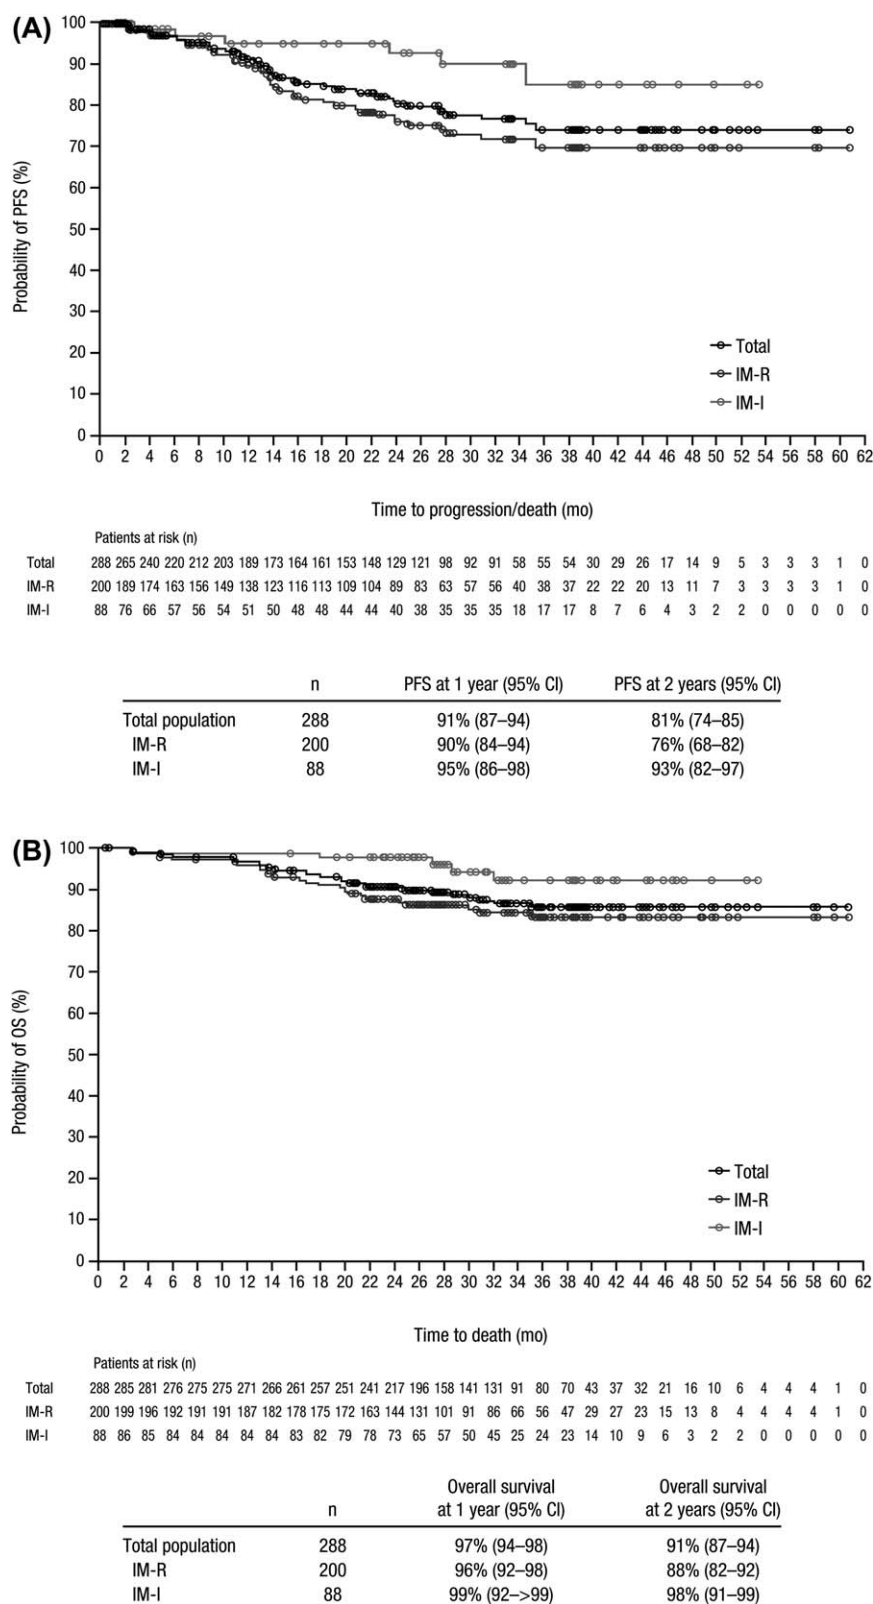 (A)
100
90
80
70
60
50
40
30
20
10
0
Probability of PFS (%)
Total
IM-R
IM-I
0 2 4 6 8 10 12 14 16 18 20 22 24 26 28 30 32 34 36 38 40 42 44 46 48 50 52 54 56 58 60 62
Time to progression/death (mo)
Patients at risk (n)
Total 288 265 240 220 212 203 189 173 164 161 153 148 129 121 98 92 91 58 55 54 30 29 26 17 14 9 5 3 3 3 1 0
IM-R 200 189 174 163 156 149 138 123 116 113 109 104 89 83 63 57 56 40 38 37 22 22 20 13 11 7 3 3 3 3 1 0
IM-I 88 76 66 57 56 54 51 50 48 48 44 44 40 38 35 35 35 18 17 17 8 7 6 4 3 2 2 0 0 0 0 0
n PFS at 1 year (95% CI) PFS at 2 years (95% CI)
Total population 288 91% (87–94) 81% (74–85)
IM-R 200 90% (84–94) 76% (68–82)
IM-I 88 95% (86–98) 93% (82–97)
(B)
100
90
80
70
60
50
40
30
20
10
0
Probability of OS (%)
Total
IM-R
IM-I
0 2 4 6 8 10 12 14 16 18 20 22 24 26 28 30 32 34 36 38 40 42 44 46 48 50 52 54 56 58 60 62
Time to death (mo)
Patients at risk (n)
Total 288 285 281 276 275 275 271 266 261 257 251 241 217 196 158 141 131 91 80 70 43 37 32 21 16 10 6 4 4 4 1 0
IM-R 200 199 196 192 191 191 187 182 178 175 172 163 144 131 101 91 86 66 56 47 29 27 23 15 13 8 4 4 4 4 1 0
IM-I 88 86 85 84 84 84 84 84 83 82 79 78 73 65 57 50 45 25 24 23 14 10 9 6 3 2 2 0 0 0 0 0
Overall survival Overall survival
n at 1 year (95% CI) at 2 years (95% CI)
Total population 288 97% (94–98) 91% (87–94)
IM-R 200 96% (92–98) 88% (82–92)
IM-I 88 99% (92–>99) 98% (91–99)